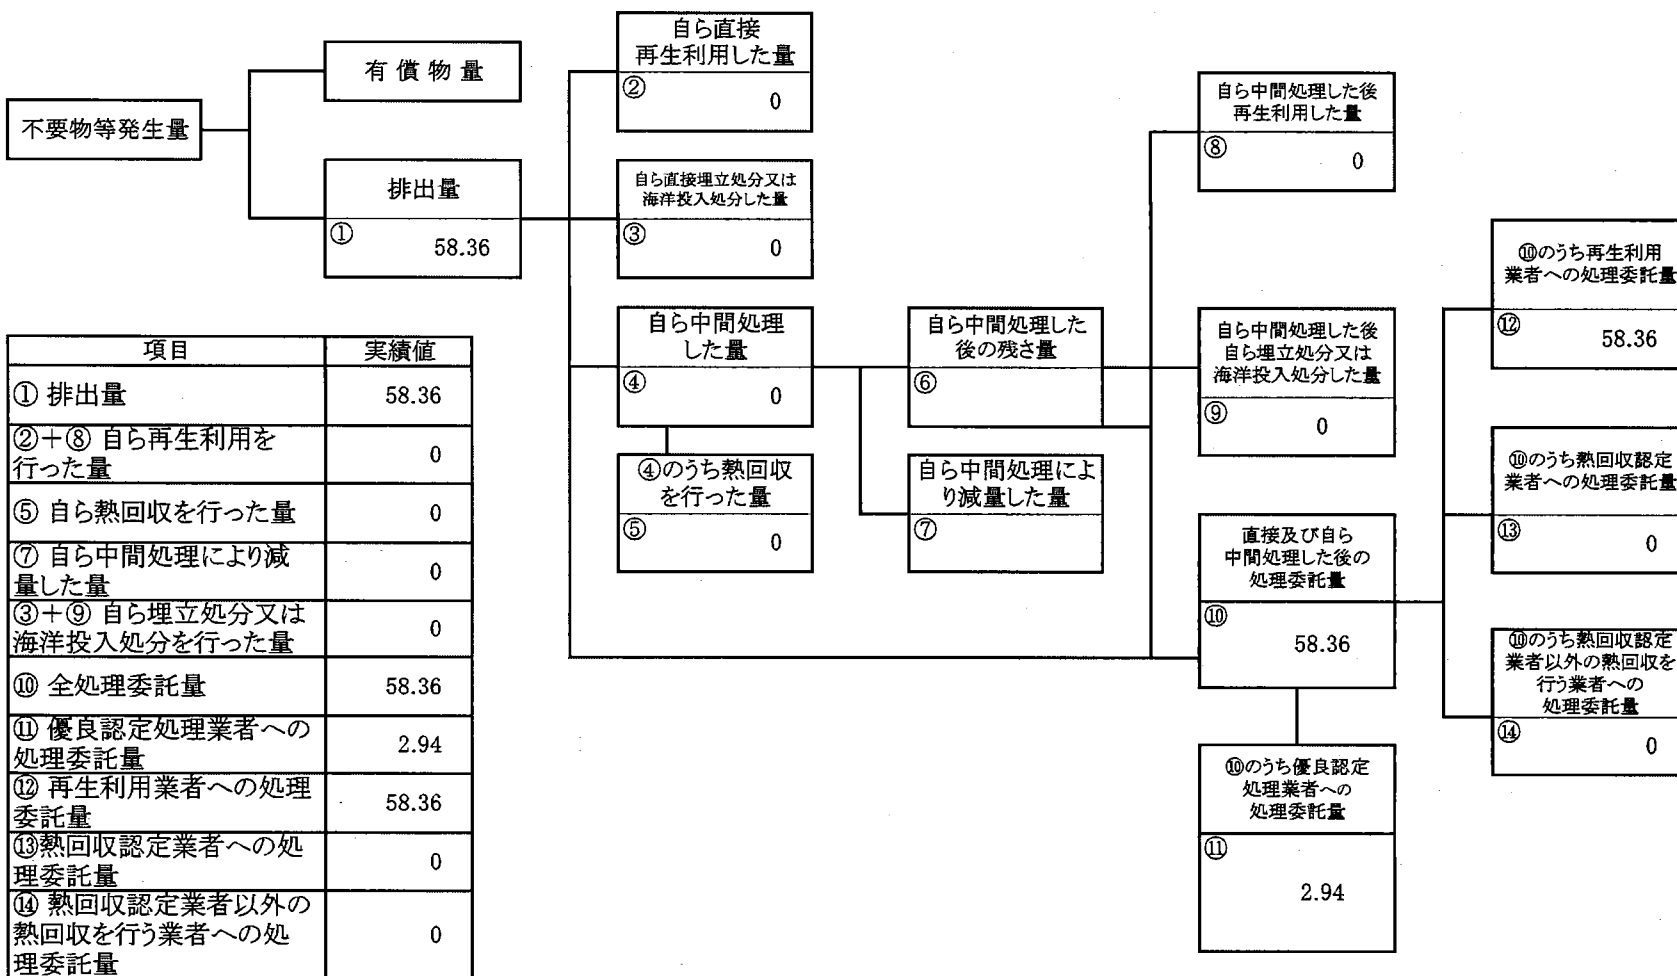 不要物等発生量
有償物量
排出量
①
58.36
自ら直接
再生利用した量
②
0
自ら直接埋立処分又は
海洋投入処分した量
③
0
自ら中間処理
した量
④
0
④のうち熱回収
を行った量
⑤
0
自ら中間処理した
後の残さ量
⑥
自ら中間処理によ
り減量した量
⑦
自ら中間処理した後
再生利用した量
⑧
0
自ら中間処理した後
自ら埋立処分又は
海洋投入処分した量
⑨
0
直接及び自ら
中間処理した後の
処理委託量
⑩
58.36
⑩のうち優良認定
処理業者への
処理委託量
⑪
2.94
⑩のうち再生利用
業者への処理委託量
⑫
58.36
⑩のうち熱回収認定
業者への処理委託量
⑬
0
⑩のうち熱回収認定
業者以外の熱回収を
行う業者への
処理委託量
⑭
0
項目 実績値
① 排出量 58.36
②+⑧ 自ら再生利用を
行った量 0
⑤ 自ら熱回収を行った量 0
⑦ 自ら中間処理により減
量した量 0
③+⑨ 自ら埋立処分又は
海洋投入処分を行った量 0
⑩ 全処理委託量 58.36
⑪ 優良認定処理業者への
処理委託量 2.94
⑫ 再生利用業者への処理
委託量 58.36
⑬熱回収認定業者への処
理委託量 0
⑭ 熱回収認定業者以外の
熱回収を行う業者への処
理委託量 0